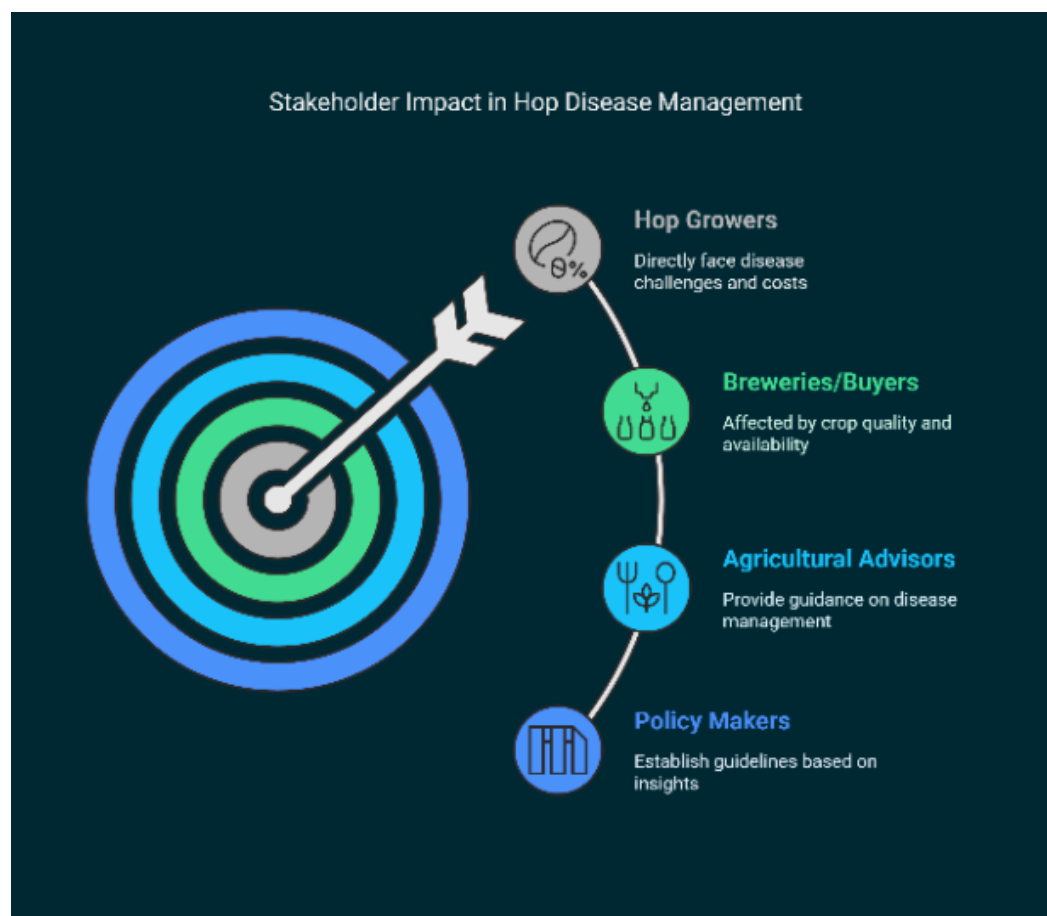 Stakeholder Impact in Hop Disease Management
Hop Growers
Directly face disease
challenges and costs
0%
Breweries/Buyers
Affected by crop quality and
availability
Agricultural Advisors
Provide guidance on disease
management
Policy Makers
Establish guidelines based on
insights